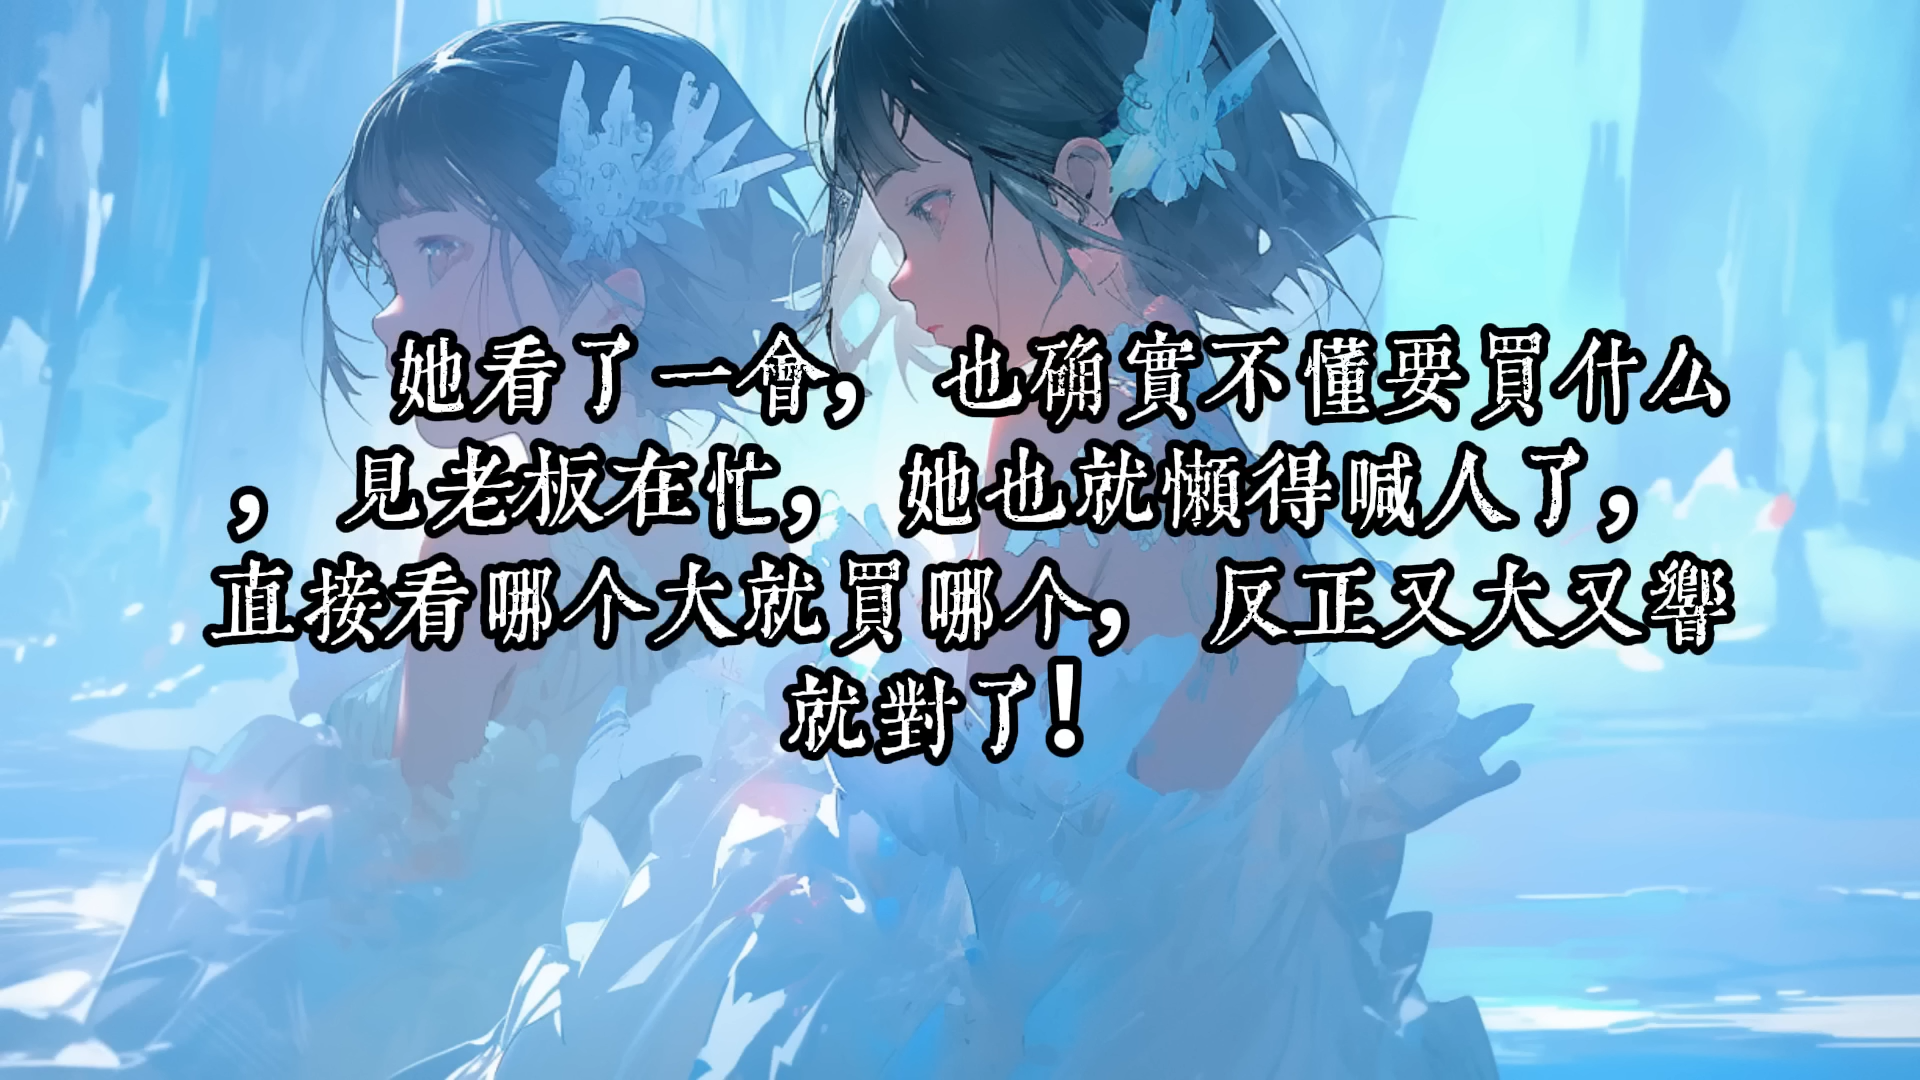 她看了一會，也确實不懂要買什么
，見老板在忙，她也就懶得喊人了，
直接看哪个大就買哪个，反正又大又響
就對了！